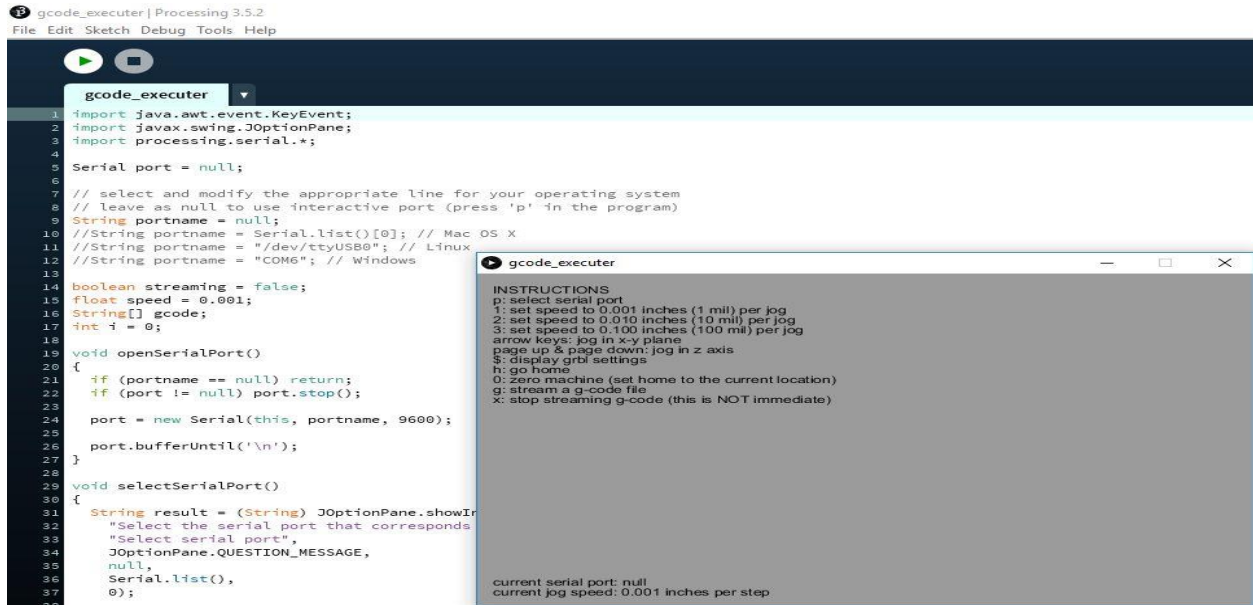 gcode_executer | Processing 3.5.2
File Edit Sketch Debug Tools Help
gcode_executer
1 import java.awt.event.KeyEvent;
2 import javax.swing.JOptionPane;
3 import processing.serial.*;
4
5 Serial port = null;
6
7 // select and modify the appropriate line for your operating system
8 // leave as null to use interactive port (press 'p' in the program)
9 String portname = null;
10 //String portname = Serial.list()[0]; // Mac OS X
11 //String portname = "/dev/ttyUSB0"; // Linux
12 //String portname = "COM6"; // Windows
13
14 boolean streaming = false;
15 float speed = 0.001;
16 String[] gcode;
17 int i = 0;
18
19 void openSerialPort()
20 {
21 if (portname == null) return;
22 if (port != null) port.stop();
23
24 port = new Serial(this, portname, 9600);
25
26 port.bufferUntil('\n');
27 }
28
29 void selectSerialPort()
30 {
31 String result = (String) JOptionPane.showIn
32 "Select the serial port that corresponds
33 "Select serial port",
34 JOptionPane.QUESTION_MESSAGE,
35 null,
36 Serial.list(),
37 0);
gcode_executer
INSTRUCTIONS
p: select serial port
1: set speed to 0.001 inches (1 mil) per jog
2: set speed to 0.010 inches (10 mil) per jog
3: set speed to 0.100 inches (100 mil) per jog
arrow keys: jog in x-y plane
page up & page down: jog in z axis
$: display grbl settings
h: go home
0: zero machine (set home to the current location)
g: stream a g-code file
x: stop streaming g-code (this is NOT immediate)
current serial port: null
current jog speed: 0.001 inches per step